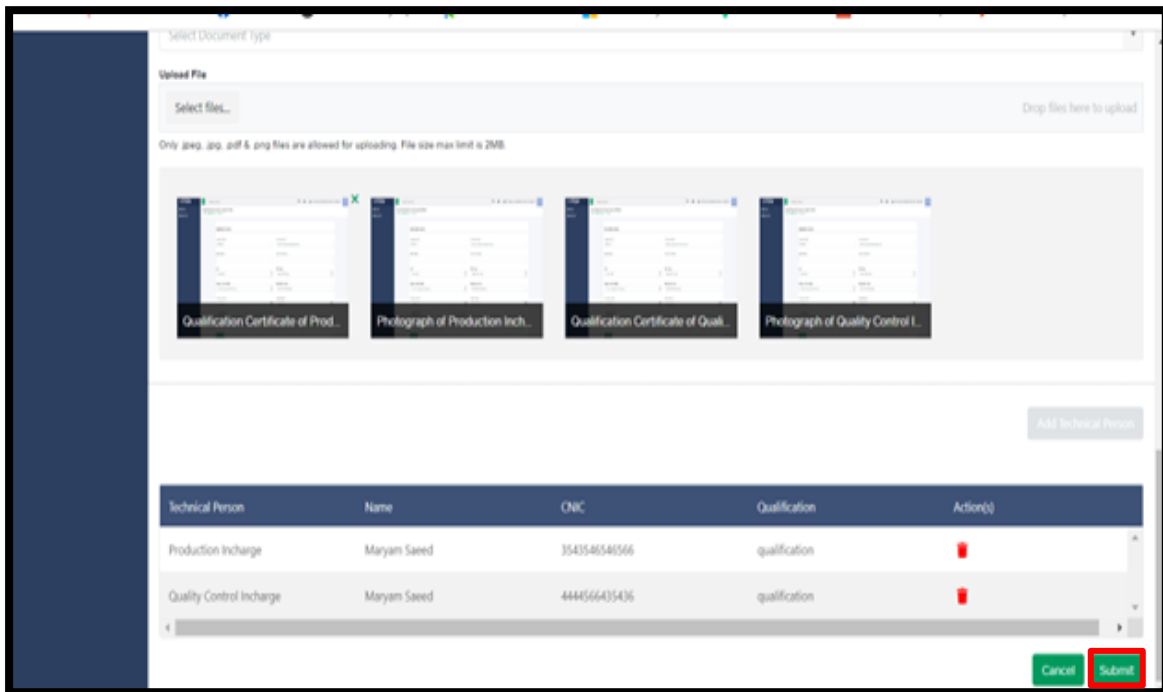 Select Document Type
Upload File
Select files...
Drop files here to upload
Only .jpeg, .jpg, .pdf & .png files are allowed for uploading. File size max limit is 2MB.
X
Qualification Certificate of Prod...
Photograph of Production Inch...
Qualification Certificate of Quali...
Photograph of Quality Control I...
Add Technical Person
Technical Person Name CNIC Qualification Action(s)
Production Incharge Maryam Saeed 3543546546566 qualification
Quality Control Incharge Maryam Saeed 4444566435436 qualification
Cancel Submit